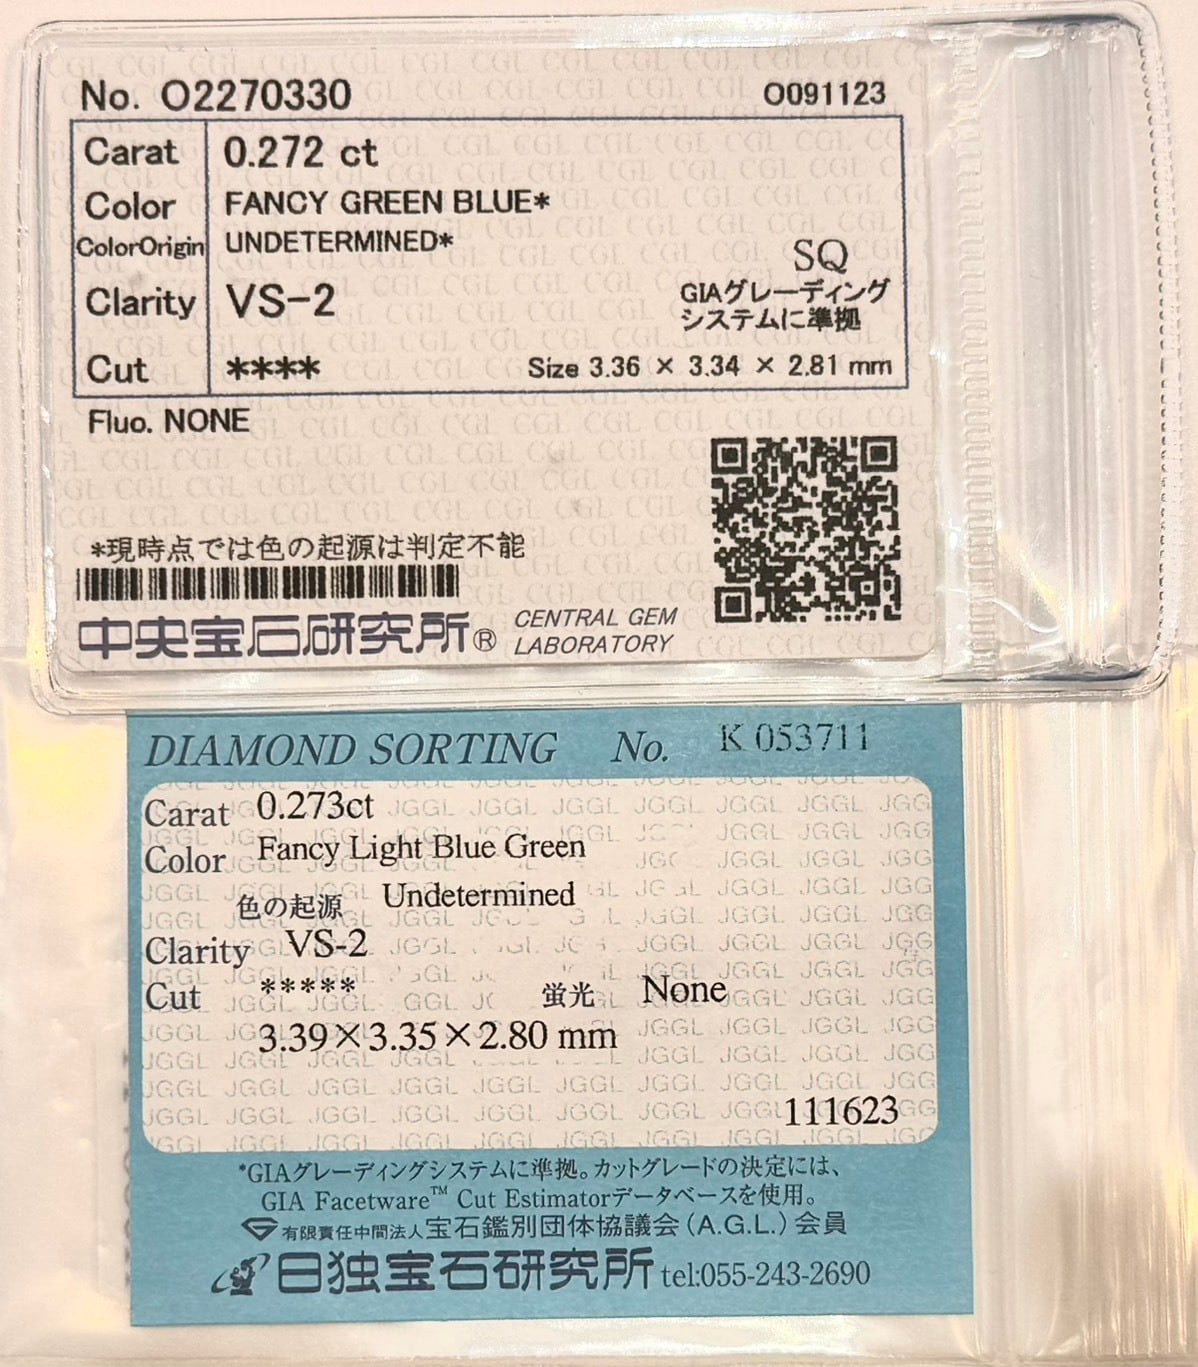 No. O2270330
O091123
Carat 0.272 ct
Color FANCY GREEN BLUE*
ColorOrigin UNDETERMINED*
SQ
Clarity VS-2
GIAグレーディング
システムに準拠
Cut ****
Size 3.36 × 3.34 × 2.81 mm
Fluo. NONE
*現時点では色の起源は判定不能
中央宝石研究所® CENTRAL GEM
LABORATORY
DIAMOND SORTING No. K 053711
Carat 0.273ct
Color Fancy Light Blue Green
色の起源 Undetermined
Clarity VS-2
Cut ***** 蛍光 None
3.39×3.35×2.80 mm
111623
*GIAグレーディングシステムに準拠。カットグレードの決定には、
GIA Facetware™ Cut Estimatorデータベースを使用。
有限責任中間法人宝石鑑別団体協議会(A.G.L.)会員
日独宝石研究所 tel:055-243-2690